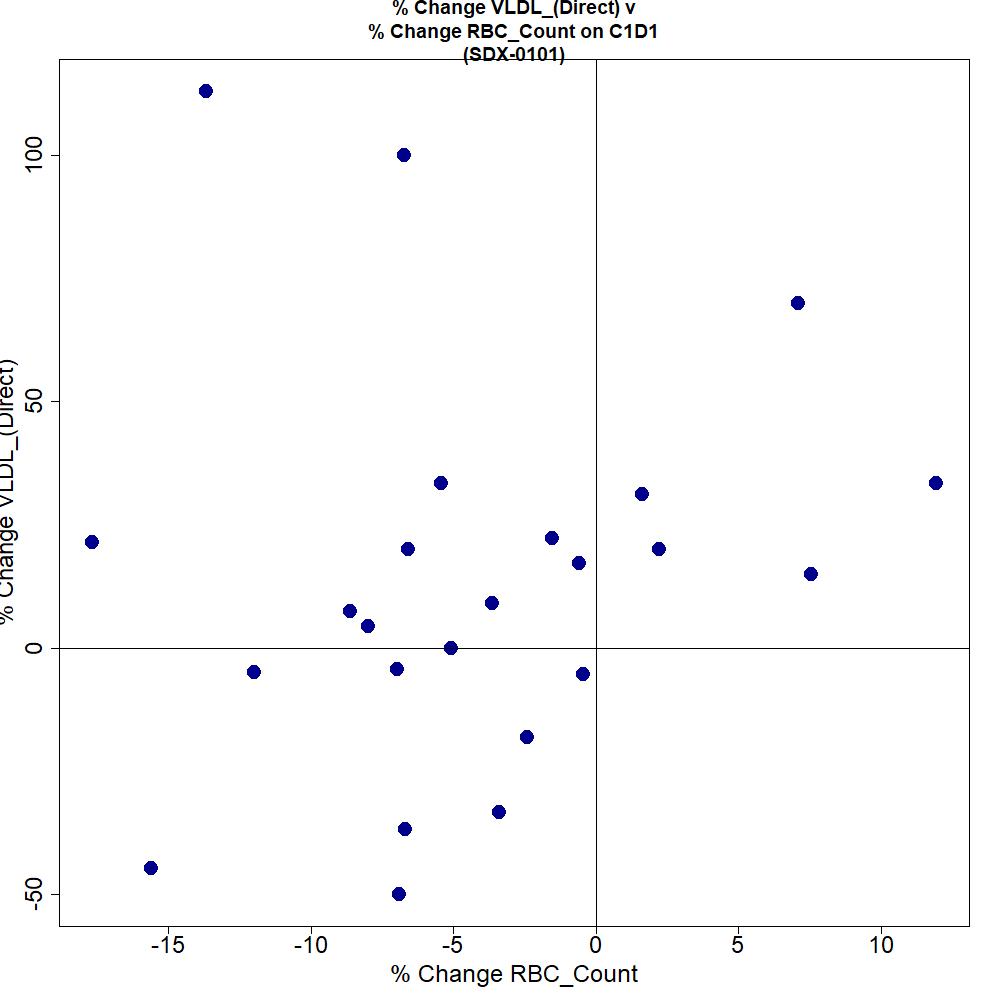 % Change VLDL_(Direct) v
% Change RBC_Count on C1D1
(SDX-0101)
% Change VLDL_(Direct)
100
50
0
-50
-15
-10
-5
0
5
10
% Change RBC_Count